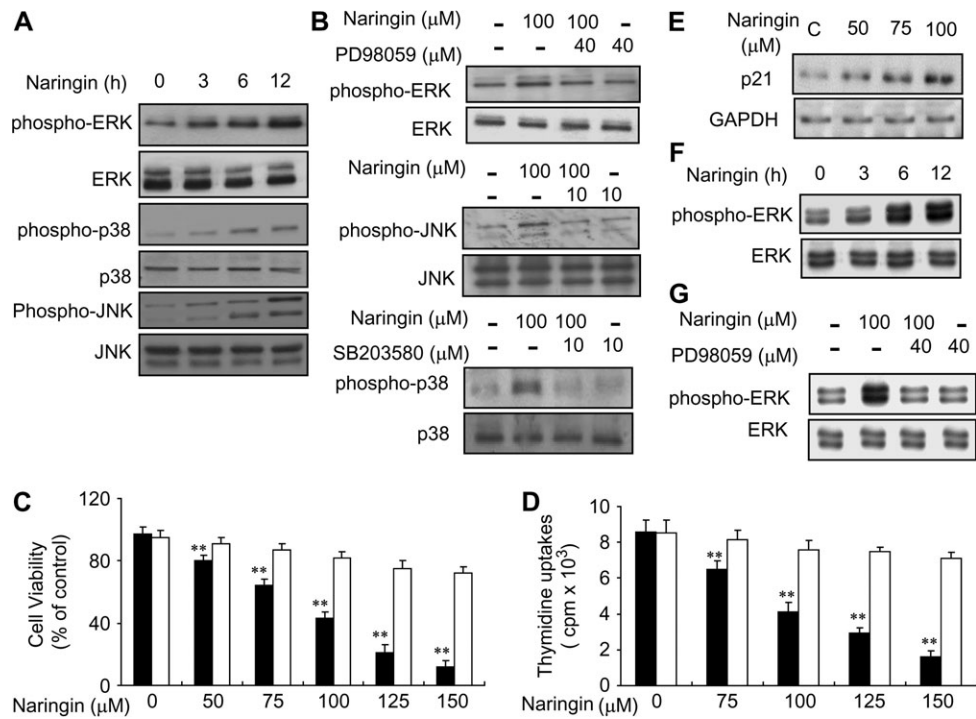 A
Naringin (h) 0 3 6 12
phospho-ERK
ERK
phospho-p38
p38
Phospho-JNK
JNK
B
Naringin (μM) - 100 100 -
PD98059 (μM) - - 40 40
phospho-ERK
ERK
Naringin (μM) - 100 100 -
- - 10 10
phospho-JNK
JNK
Naringin (μM) - 100 100 -
SB203580 (μM) - - 10 10
phospho-p38
p38
E
Naringin (μM) C 50 75 100
p21
GAPDH
F
Naringin (h) 0 3 6 12
phospho-ERK
ERK
G
Naringin (μM) - 100 100 -
PD98059 (μM) - - 40 40
phospho-ERK
ERK
C
Cell Viability
(% of control)
120
80
40
0
** ** ** ** **
0 50 75 100 125 150
Naringin (μM)
D
Thymidine uptakes
( cpm x 10³)
10
8
6
4
2
0
** ** ** **
0 75 100 125 150
Naringin (μM)